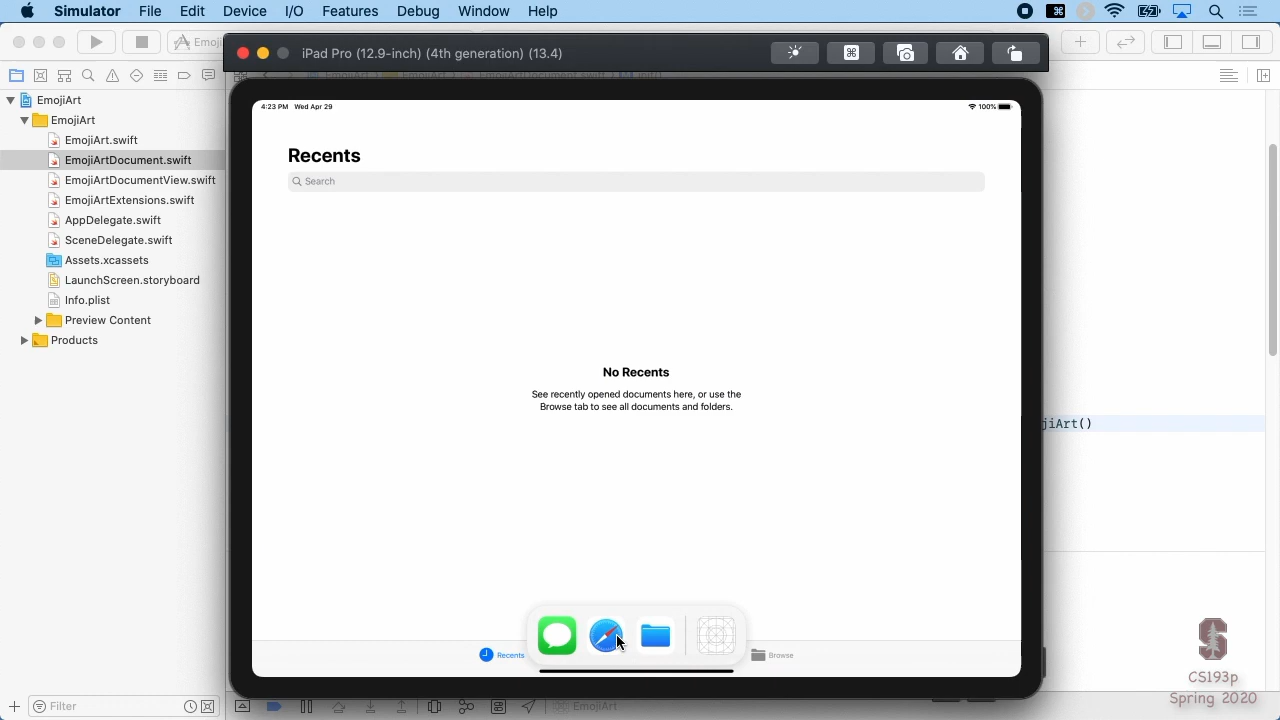 Simulator File Edit Device I/O Features Debug Window Help
Emoji
iPad Pro (12.9-inch) (4th generation) (13.4)
EmojiArt
EmojiArt
EmojiArt.swift
EmojiArtDocument.swift
EmojiArtDocumentView.swift
EmojiArtExtensions.swift
AppDelegate.swift
SceneDelegate.swift
Assets.xcassets
LaunchScreen.storyboard
Info.plist
Preview Content
Products
4:23 PM Wed Apr 29
100%
Recents
Search
No Recents
See recently opened documents here, or use the
Browse tab to see all documents and folders.
jiArt()
Recents
Browse
Filter
EmojiArt
CS193p
Spring 2020